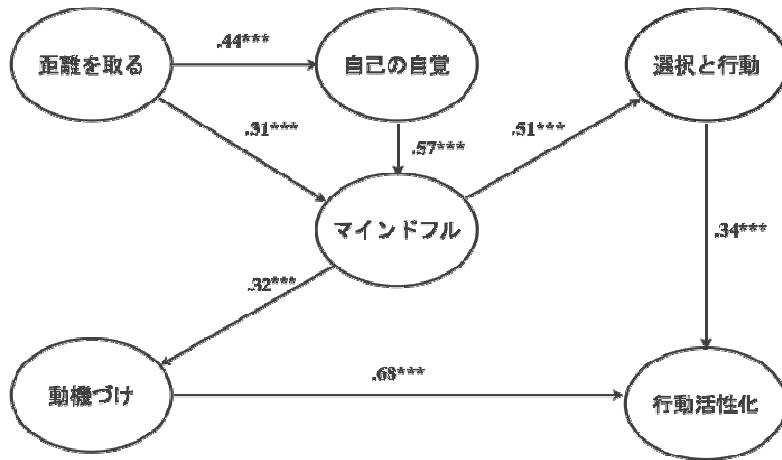 距離を取る
.44***
自己の自覚
選択と行動
.31***
.57***
.51***
マインドフル
.34***
.32***
動機づけ
.68***
行動活性化